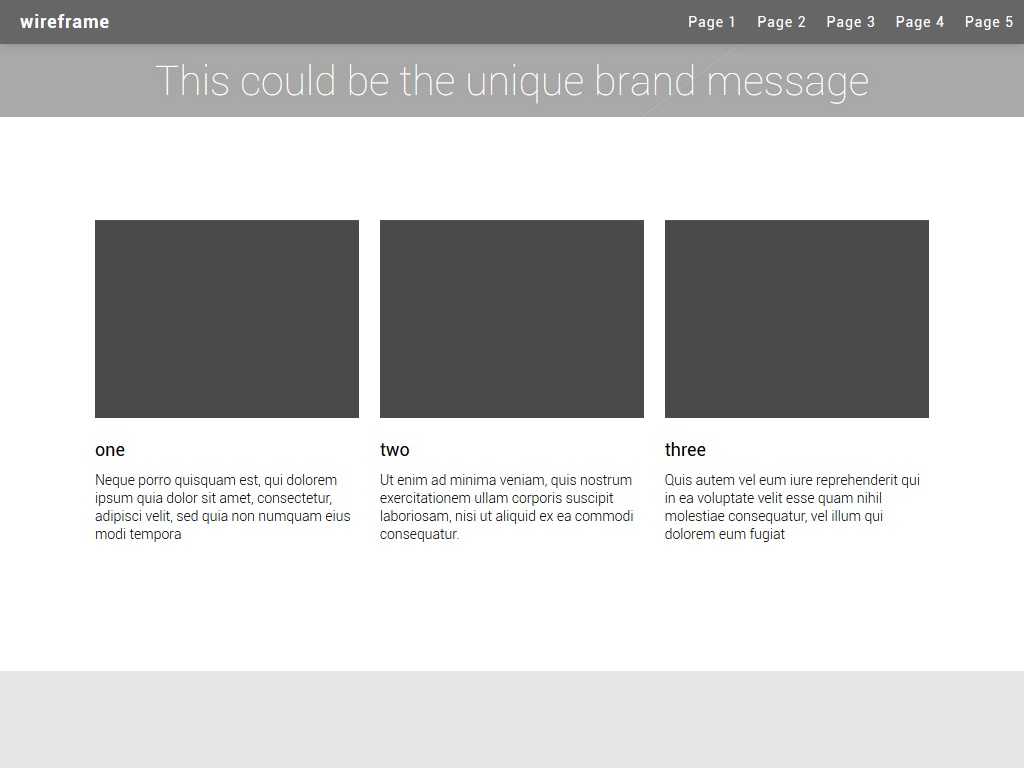 wireframe
Page 1 Page 2 Page 3 Page 4 Page 5
This could be the unique brand message
one
Neque porro quisquam est, qui dolorem
ipsum quia dolor sit amet, consectetur,
adipisci velit, sed quia non numquam eius
modi tempora
two
Ut enim ad minima veniam, quis nostrum
exercitationem ullam corporis suscipit
laboriosam, nisi ut aliquid ex ea commodi
consequatur.
three
Quis autem vel eum iure reprehenderit qui
in ea voluptate velit esse quam nihil
molestiae consequatur, vel illum qui
dolorem eum fugiat